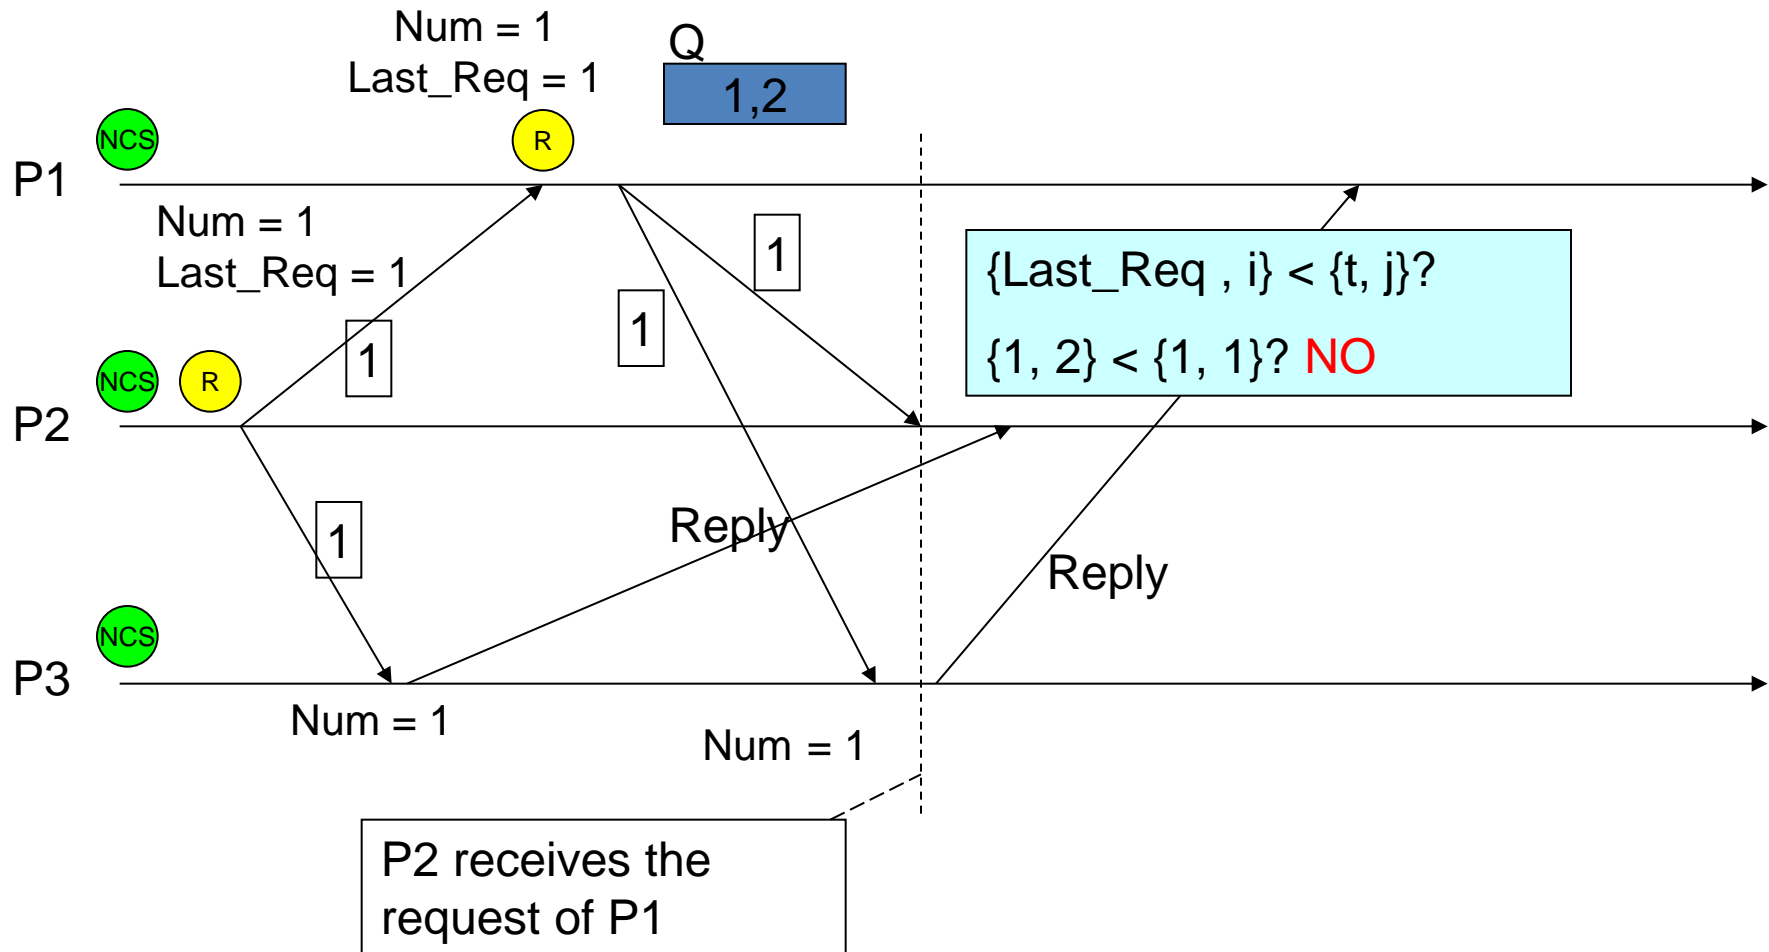 Num = 1
Last_Req = 1
Q
1,2
NCS
R
P1
Num = 1
Last_Req = 1
1
1
1
{Last_Req , i} < {t, j}?
{1, 2} < {1, 1}? NO
NCS
R
P2
1
Reply
Reply
NCS
P3
Num = 1
Num = 1
P2 receives the
request of P1